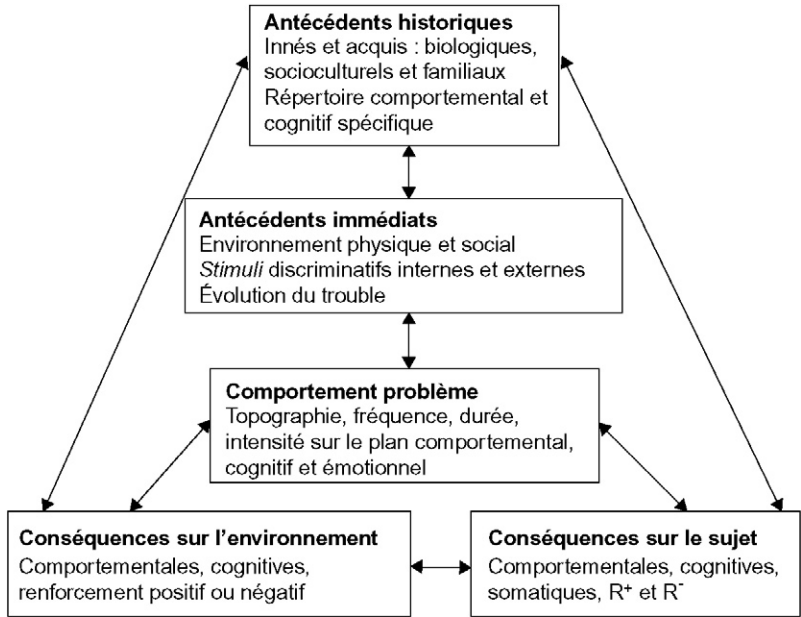 Antécédents historiques
Innés et acquis : biologiques,
socioculturels et familiaux
Répertoire comportemental et
cognitif spécifique
Antécédents immédiats
Environnement physique et social
Stimuli discriminatifs internes et externes
Évolution du trouble
Comportement problème
Topographie, fréquence, durée,
intensité sur le plan comportemental,
cognitif et émotionnel
Conséquences sur l’environnement
Comportementales, cognitives,
renforcement positif ou négatif
Conséquences sur le sujet
Comportementales, cognitives,
somatiques, R⁺ et R⁻